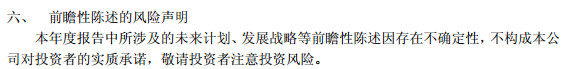 六、 前瞻性陈述的风险声明
本年度报告中所涉及的未来计划、发展战略等前瞻性陈述因存在不确定性，不构成本公
司对投资者的实质承诺，敬请投资者注意投资风险。